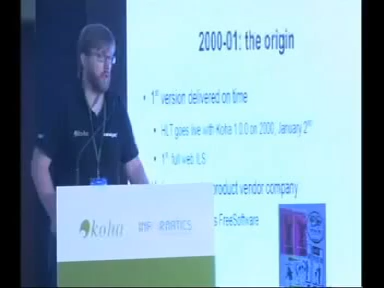 2000-01: the origin
• 1st version delivered on time
• HLT goes live with Koha 1.0.0 on 2000, January 2nd
• 1st full web ILS
product vendor company
s FreeSoftware
koha
INFORMATICS